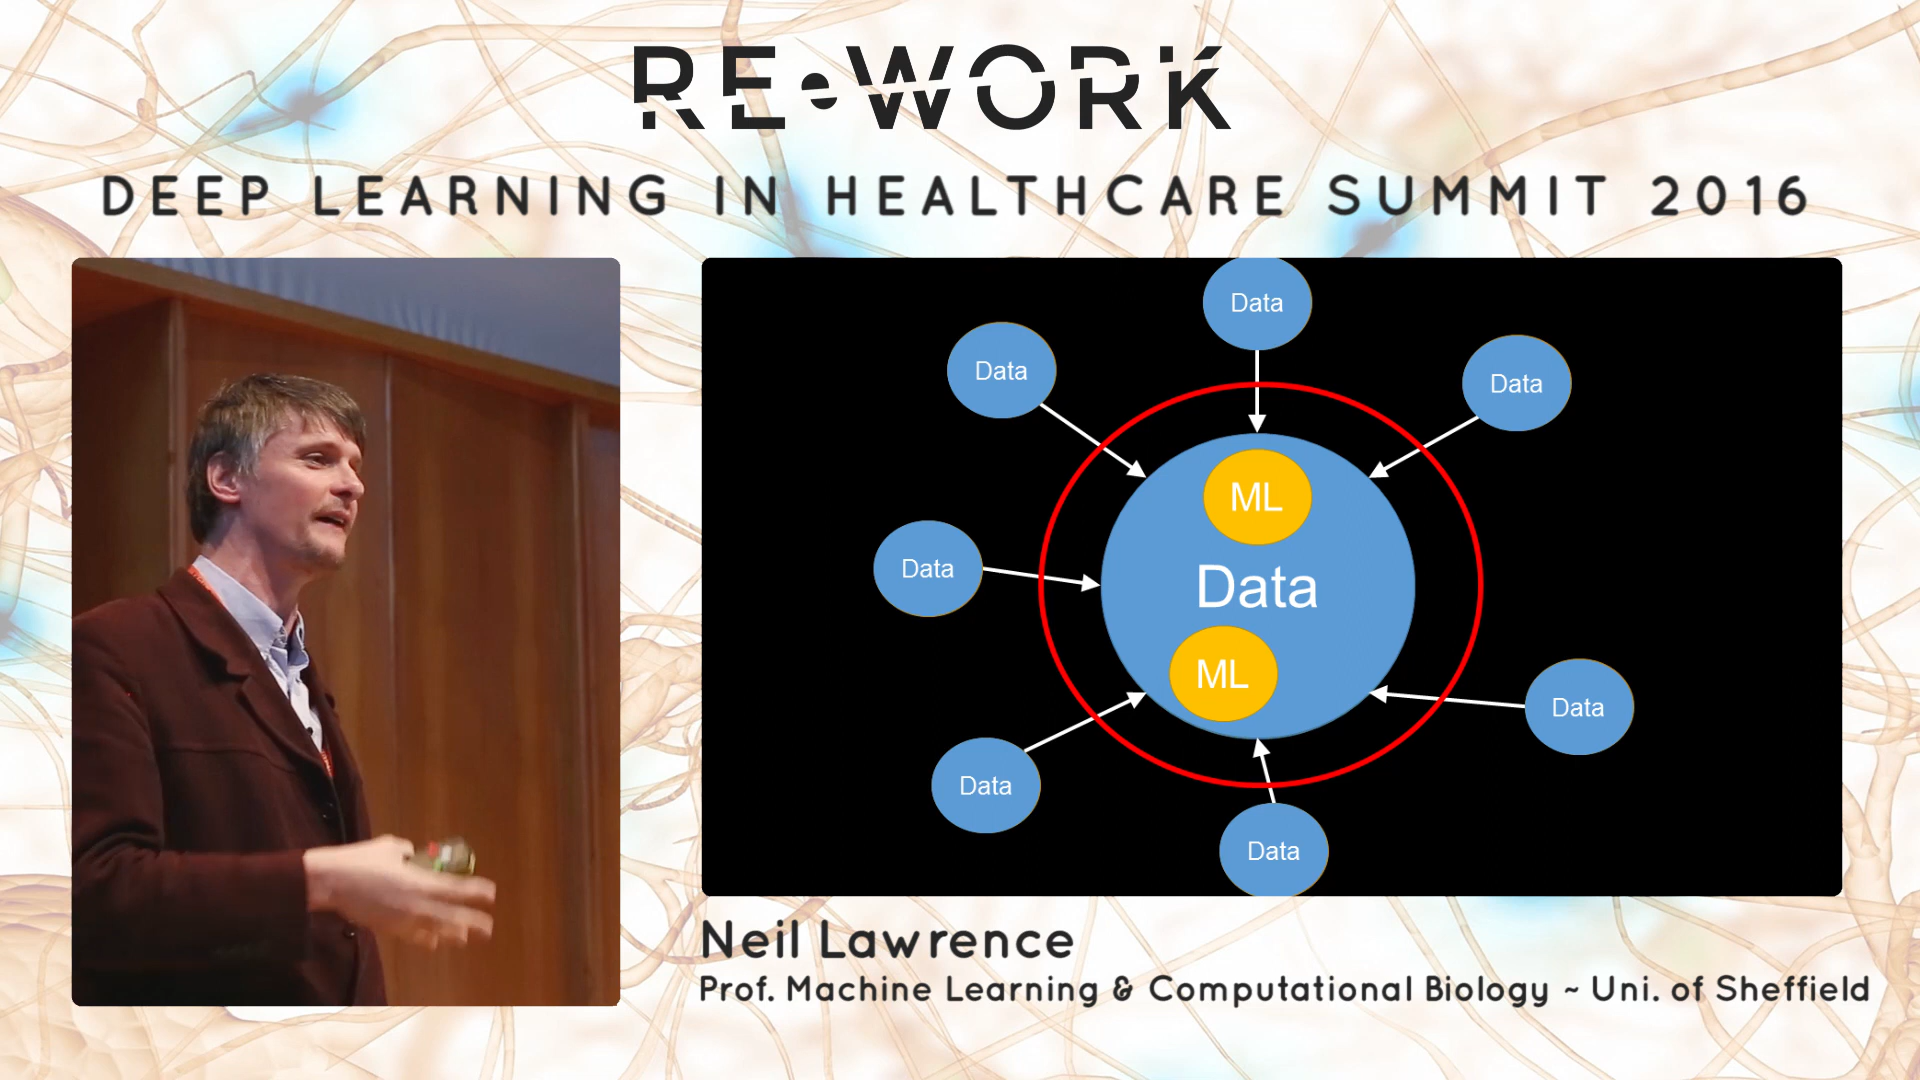 RE•WORK
DEEP LEARNING IN HEALTHCARE SUMMIT 2016
Data
Data
Data
ML
Data
Data
ML
Data
Data
Data
Neil Lawrence
Prof. Machine Learning & Computational Biology ~ Uni. of Sheffield